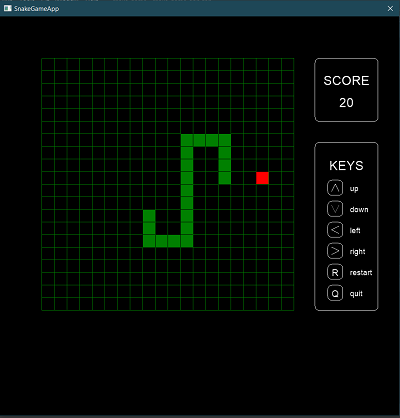 SnakeGameApp
SCORE
20
KEYS
up
down
left
right
R restart
Q quit